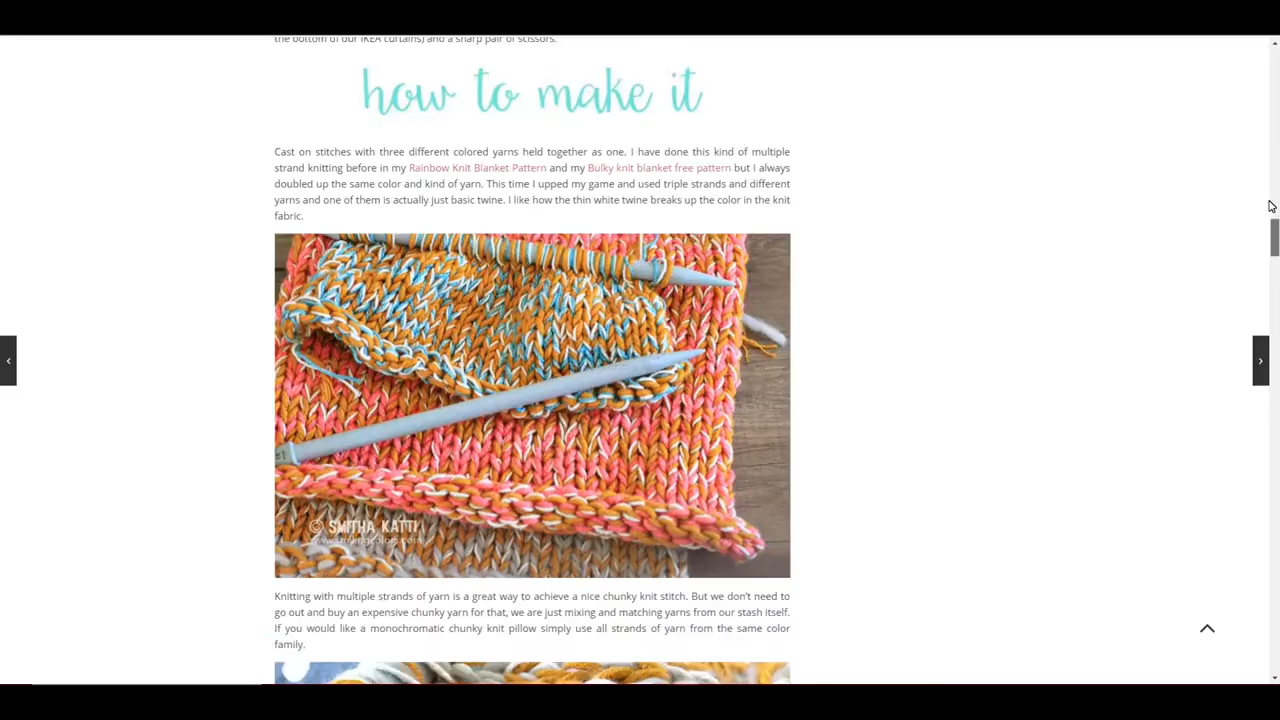 the bottom of our IKEA curtains) and a sharp pair of scissors.
how to make it
Cast on stitches with three different colored yarns held together as one. I have done this kind of multiple
strand knitting before in my Rainbow Knit Blanket Pattern and my Bulky knit blanket free pattern but I always
doubled up the same color and kind of yarn. This time I upped my game and used triple strands and different
yarns and one of them is actually just basic twine. I like how the thin white twine breaks up the color in the knit
fabric.
© SMITHA KATTI
www.smilingcolors.com
Knitting with multiple strands of yarn is a great way to achieve a nice chunky knit stitch. But we don't need to
go out and buy an expensive chunky yarn for that, we are just mixing and matching yarns from our stash itself.
If you would like a monochromatic chunky knit pillow simply use all strands of yarn from the same color
family.